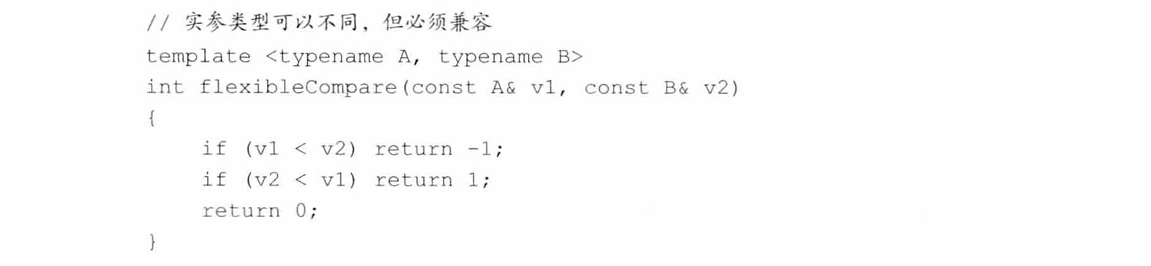 // 实参类型可以不同，但必须兼容
template <typename A, typename B>
int flexibleCompare(const A& v1, const B& v2)
{
    if (v1 < v2) return -1;
    if (v2 < v1) return 1;
    return 0;
}